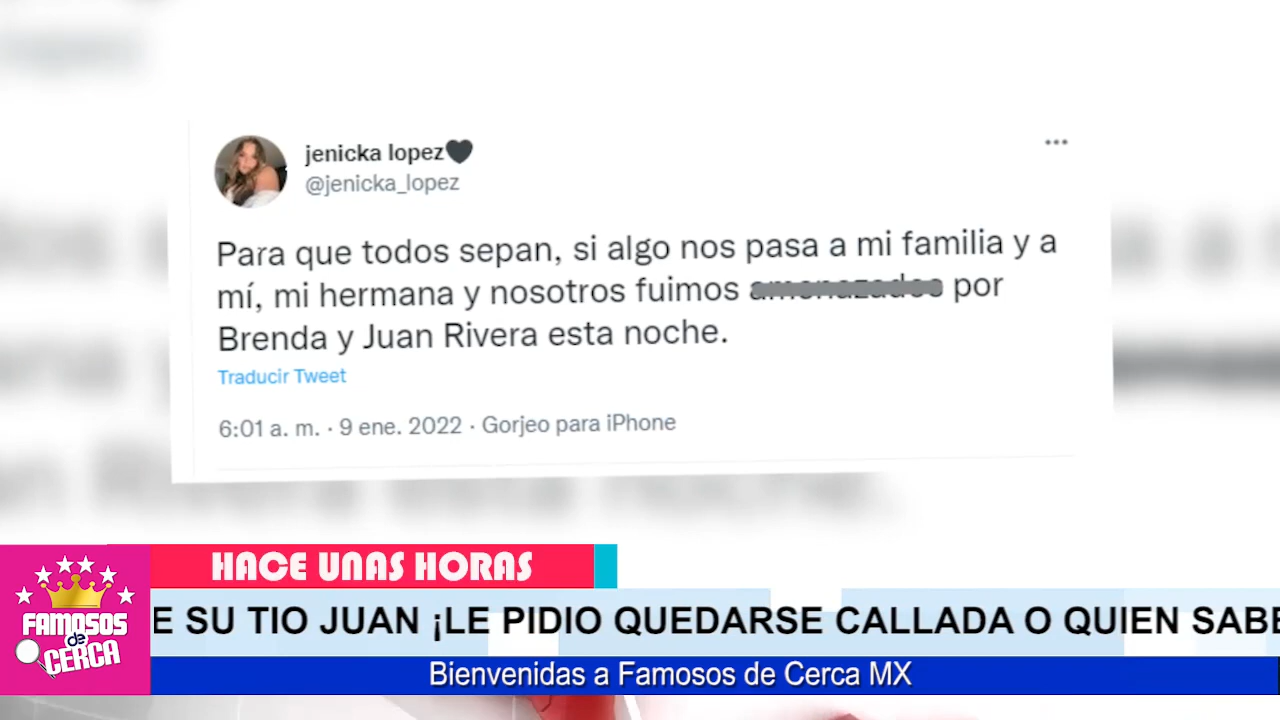 jenicka lopez🖤
@jenicka_lopez
Para que todos sepan, si algo nos pasa a mi familia y a
mí, mi hermana y nosotros fuimos amenazados por
Brenda y Juan Rivera esta noche.
Traducir Tweet
6:01 a. m. · 9 ene. 2022 · Gorjeo para iPhone
HACE UNAS HORAS
E SU TIO JUAN ¡LE PIDIO QUEDARSE CALLADA O QUIEN SABE
Bienvenidas a Famosos de Cerca MX
FAMOSOS
de
CERCA